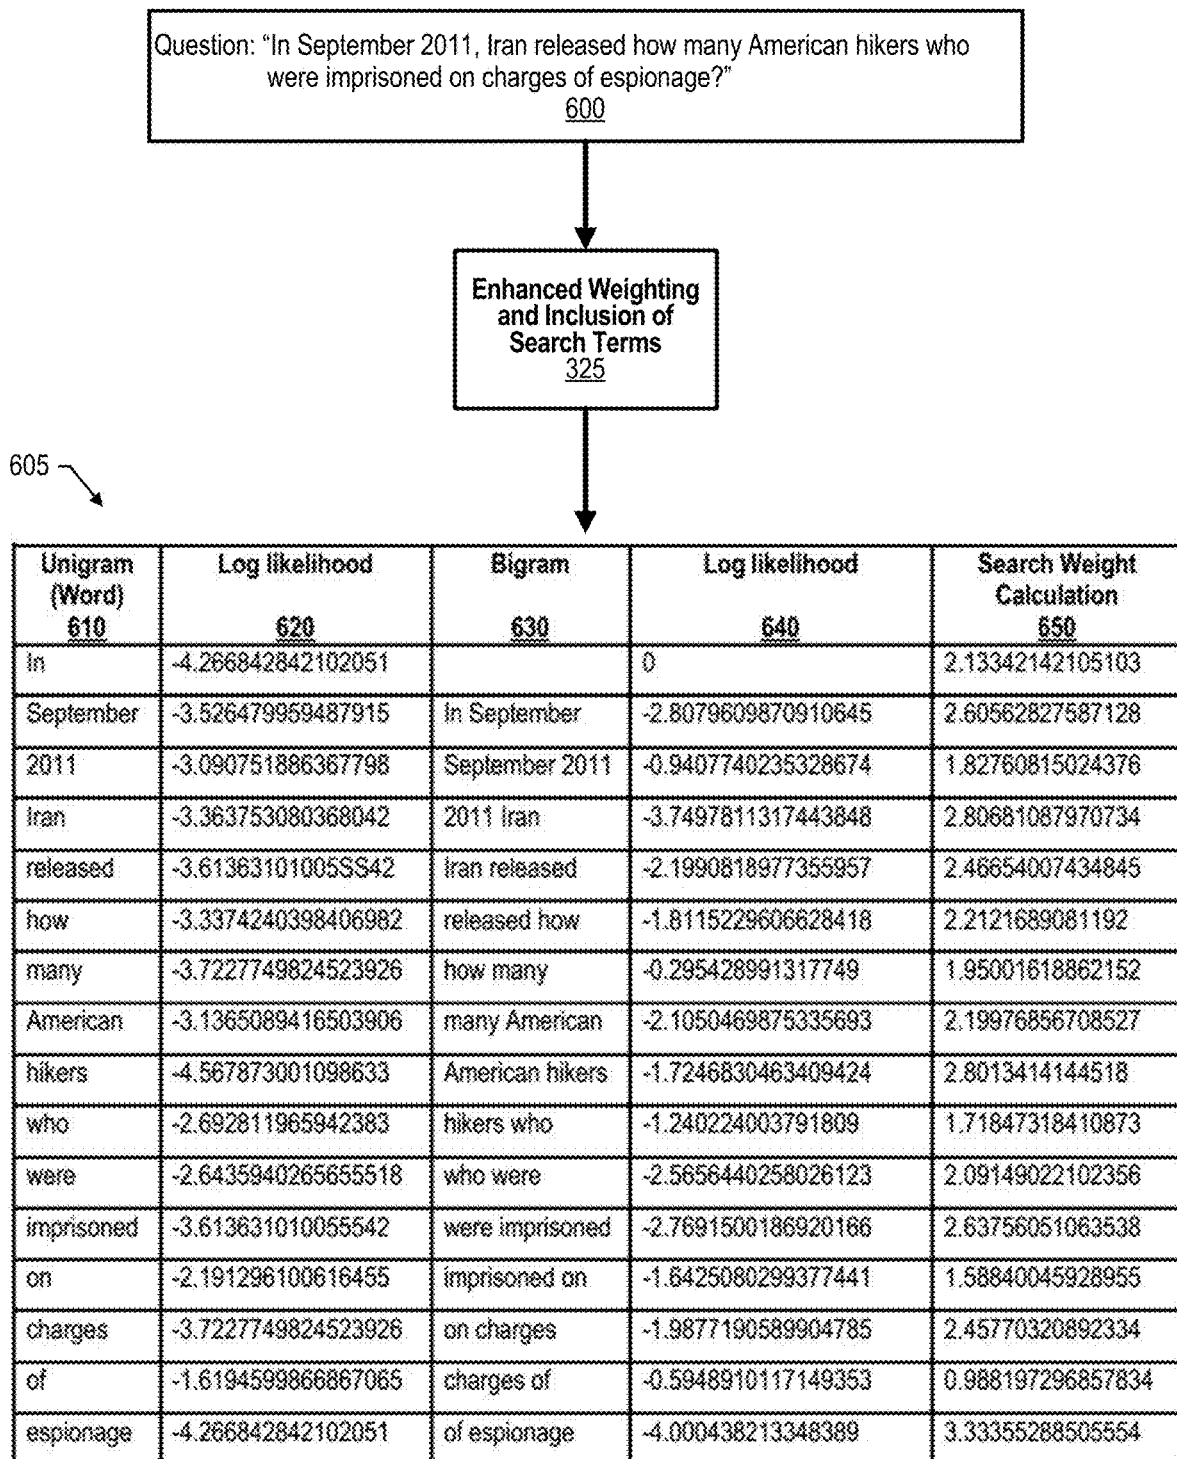 Question: “In September 2011, Iran released how many American hikers who
were imprisoned on charges of espionage?”
600
Enhanced Weighting
and Inclusion of
Search Terms
325
605
Unigram (Word) 610 Log likelihood 620 Bigram 630 Log likelihood 640 Search Weight Calculation 650
In -4.266842842102051 0 2.13342142105103
September -3.526479959487915 In September -2.8079609870910645 2.60562827587128
2011 -3.090751886367798 September 2011 -0.9407740235328674 1.82760815024376
Iran -3.363753080368042 2011 Iran -3.7497811317443848 2.80681087970734
released -3.61363101005SS42 Iran released -2.1990818977355957 2.46654007434845
how -3.3374240398406982 released how -1.8115229606628418 2.2121689081192
many -3.7227749824523926 how many -0.295428991317749 1.95001618862152
American -3.1365089416503906 many American -2.1050469875335693 2.19976856708527
hikers -4.567873001098633 American hikers -1.7246830463409424 2.8013414144518
who -2.692811965942383 hikers who -1.240224003791809 1.71847318410873
were -2.6435940265655518 who were -2.5656440258026123 2.09149022102356
imprisoned -3.613631010055542 were imprisoned -2.7691500186920166 2.63756051063538
on -2.191296100616455 imprisoned on -1.6425080299377441 1.58840045928955
charges -3.7227749824523926 on charges -1.9877190589904785 2.45770320892334
of -1.6194599866867065 charges of -0.5948910117149353 0.988197296857834
espionage -4.266842842102051 of espionage -4.000438213348389 3.33355288505554